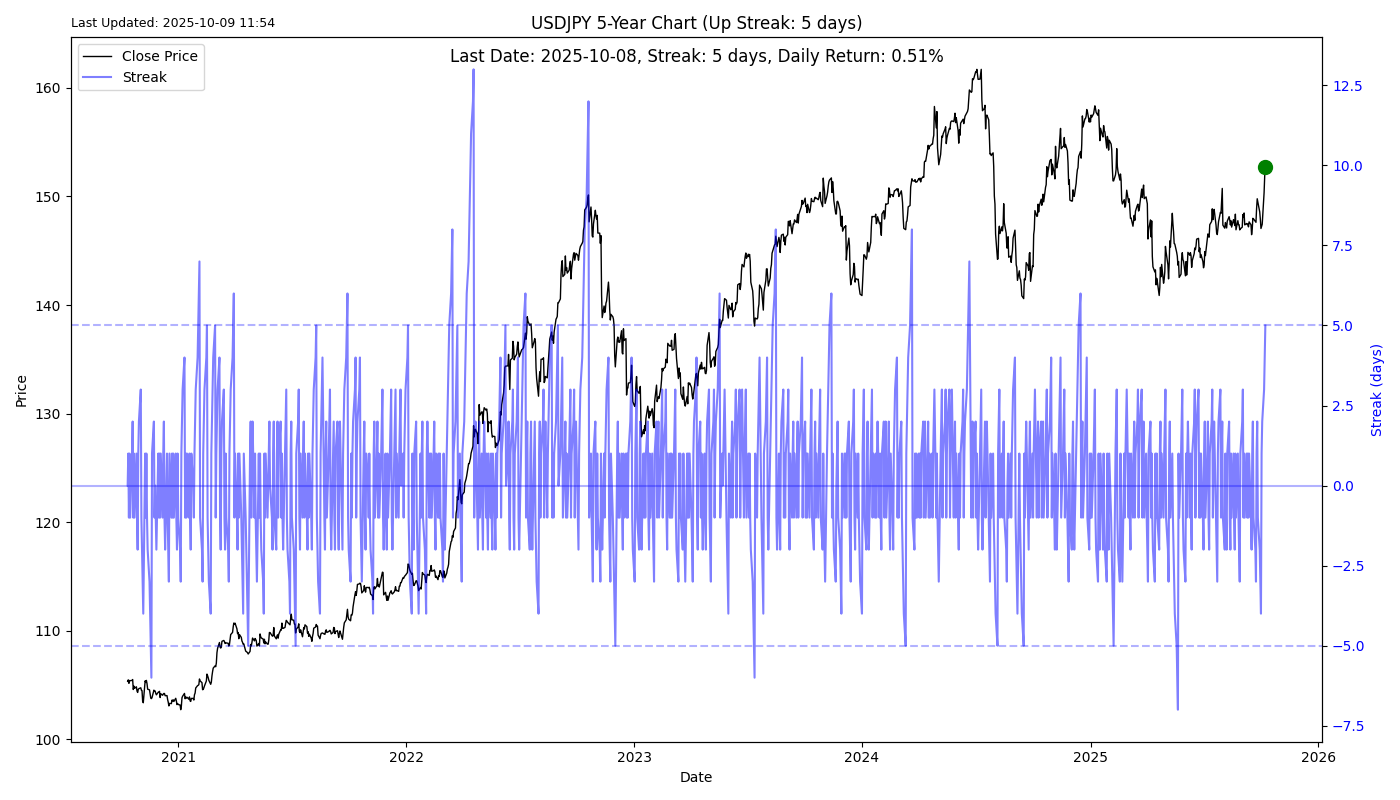 Last Updated: 2025-10-09 11:54
USDJPY 5-Year Chart (Up Streak: 5 days)
Last Date: 2025-10-08, Streak: 5 days, Daily Return: 0.51%
Close Price
Streak
Price
160
150
140
130
120
110
100
12.5
10.0
7.5
5.0
2.5
0.0
−2.5
−5.0
−7.5
Streak (days)
2021
2022
2023
2024
2025
2026
Date